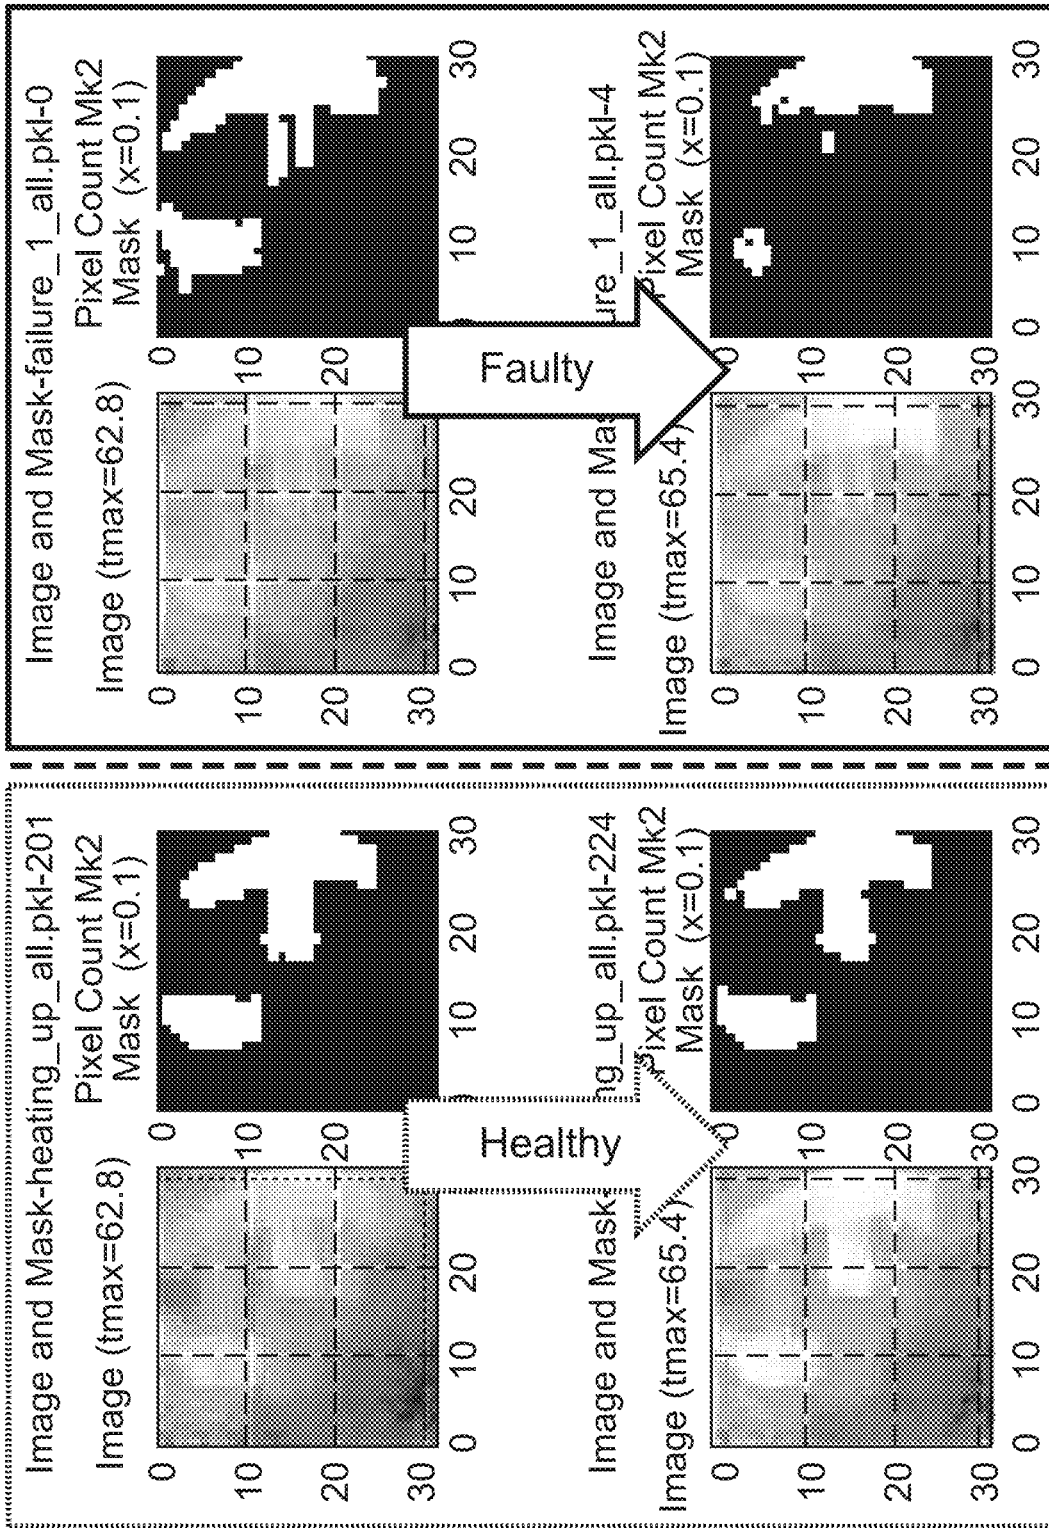 Image and Mask-heating_up_all.pkl-201
Image (tmax=62.8)
Pixel Count Mk2
Mask (x=0.1)
0
10
20
30
0 10 20 30
0
10
20
10 20 30
Healthy
Image and Mask-
ng_up_all.pkl-224
Image (tmax=65.4)
Pixel Count Mk2
Mask (x=0.1)
0
10
20
30
0 10 20 30
0
10
20
30
0 10 20 30
Image and Mask-failure_1_all.pkl-0
Image (tmax=62.8)
Pixel Count Mk2
Mask (x=0.1)
0
10
20
30
0 10 20 30
0
10
20
10 20 30
Faulty
Image and Mas
ure_1_all.pkl-4
Image (tmax=65.4)
Pixel Count Mk2
Mask (x=0.1)
0
10
20
30
0 10 20 30
0
10
20
30
0 10 20 30